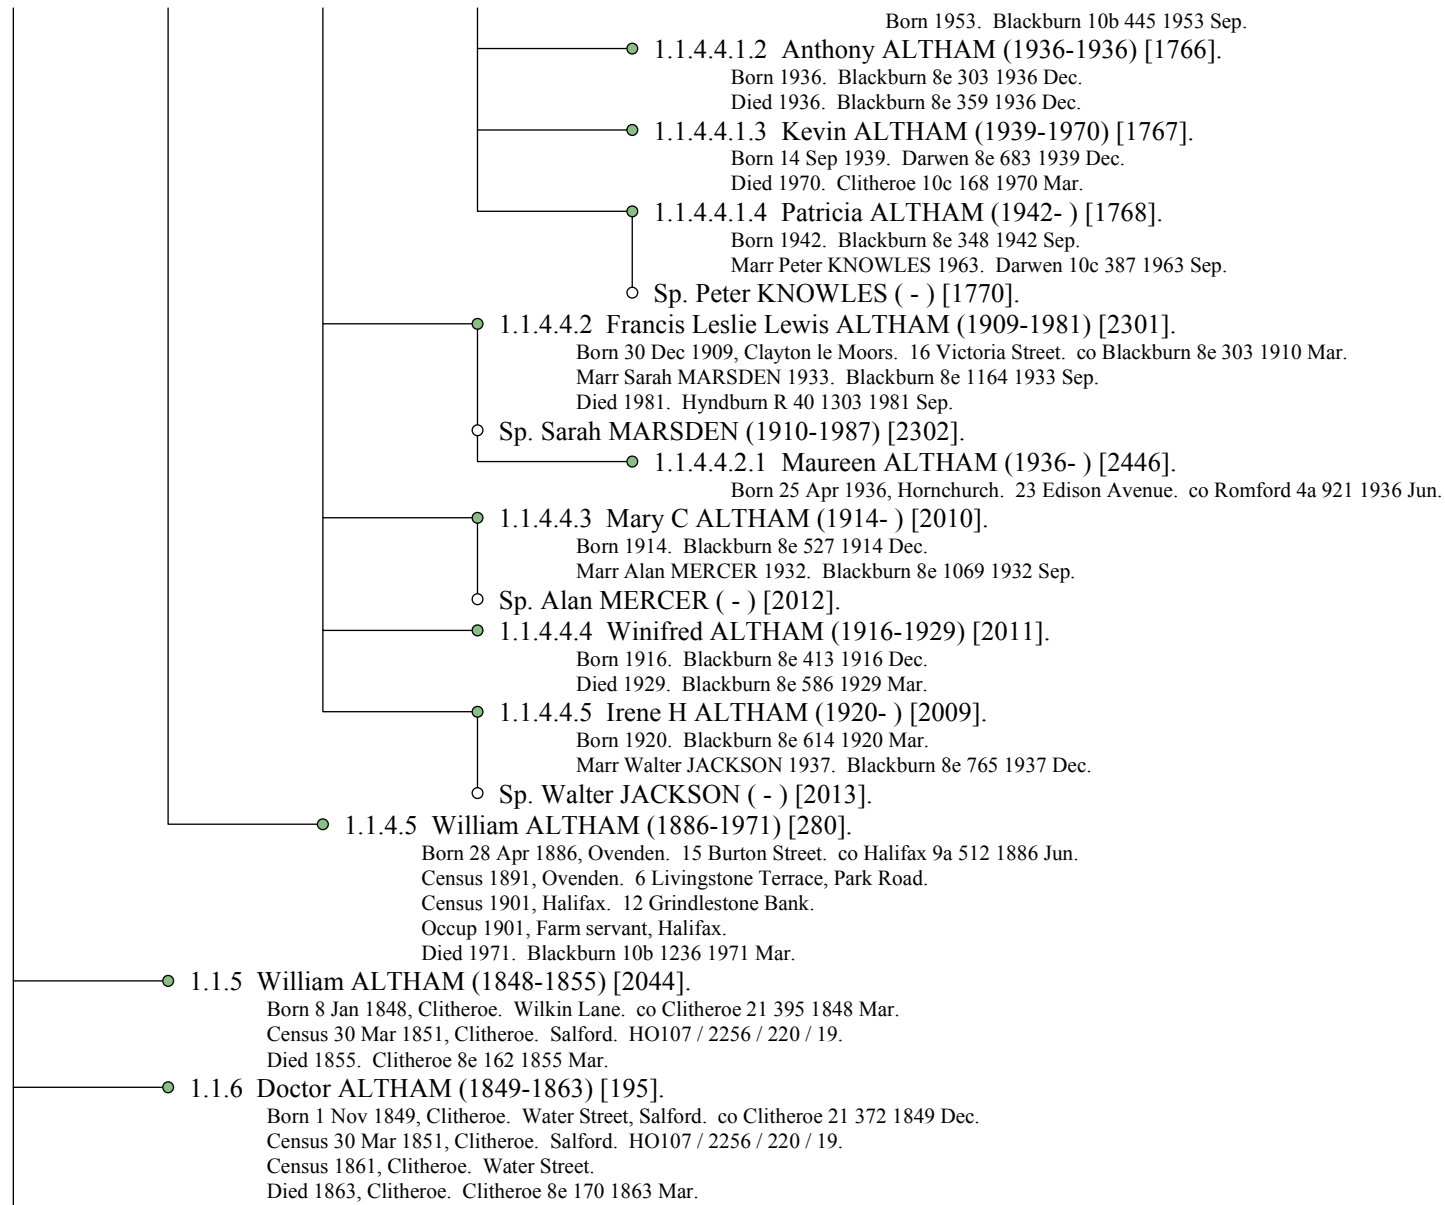 Born 1953.  Blackburn 10b 445 1953 Sep.
1.1.4.4.1.2  Anthony ALTHAM (1936-1936) [1766].
Born 1936.  Blackburn 8e 303 1936 Dec.
Died 1936.  Blackburn 8e 359 1936 Dec.
1.1.4.4.1.3  Kevin ALTHAM (1939-1970) [1767].
Born 14 Sep 1939.  Darwen 8e 683 1939 Dec.
Died 1970.  Clitheroe 10c 168 1970 Mar.
1.1.4.4.1.4  Patricia ALTHAM (1942- ) [1768].
Born 1942.  Blackburn 8e 348 1942 Sep.
Marr Peter KNOWLES 1963.  Darwen 10c 387 1963 Sep.
Sp. Peter KNOWLES ( - ) [1770].
1.1.4.4.2  Francis Leslie Lewis ALTHAM (1909-1981) [2301].
Born 30 Dec 1909, Clayton le Moors.  16 Victoria Street.  co Blackburn 8e 303 1910 Mar.
Marr Sarah MARSDEN 1933.  Blackburn 8e 1164 1933 Sep.
Died 1981.  Hyndburn R 40 1303 1981 Sep.
Sp. Sarah MARSDEN (1910-1987) [2302].
1.1.4.4.2.1  Maureen ALTHAM (1936- ) [2446].
Born 25 Apr 1936, Hornchurch.  23 Edison Avenue.  co Romford 4a 921 1936 Jun.
1.1.4.4.3  Mary C ALTHAM (1914- ) [2010].
Born 1914.  Blackburn 8e 527 1914 Dec.
Marr Alan MERCER 1932.  Blackburn 8e 1069 1932 Sep.
Sp. Alan MERCER ( - ) [2012].
1.1.4.4.4  Winifred ALTHAM (1916-1929) [2011].
Born 1916.  Blackburn 8e 413 1916 Dec.
Died 1929.  Blackburn 8e 586 1929 Mar.
1.1.4.4.5  Irene H ALTHAM (1920- ) [2009].
Born 1920.  Blackburn 8e 614 1920 Mar.
Marr Walter JACKSON 1937.  Blackburn 8e 765 1937 Dec.
Sp. Walter JACKSON ( - ) [2013].
1.1.4.5  William ALTHAM (1886-1971) [280].
Born 28 Apr 1886, Ovenden.  15 Burton Street.  co Halifax 9a 512 1886 Jun.
Census 1891, Ovenden.  6 Livingstone Terrace, Park Road.
Census 1901, Halifax.  12 Grindlestone Bank.
Occup 1901, Farm servant, Halifax.
Died 1971.  Blackburn 10b 1236 1971 Mar.
1.1.5  William ALTHAM (1848-1855) [2044].
Born 8 Jan 1848, Clitheroe.  Wilkin Lane.  co Clitheroe 21 395 1848 Mar.
Census 30 Mar 1851, Clitheroe.  Salford.  HO107 / 2256 / 220 / 19.
Died 1855.  Clitheroe 8e 162 1855 Mar.
1.1.6  Doctor ALTHAM (1849-1863) [195].
Born 1 Nov 1849, Clitheroe.  Water Street, Salford.  co Clitheroe 21 372 1849 Dec.
Census 30 Mar 1851, Clitheroe.  Salford.  HO107 / 2256 / 220 / 19.
Census 1861, Clitheroe.  Water Street.
Died 1863, Clitheroe.  Clitheroe 8e 170 1863 Mar.